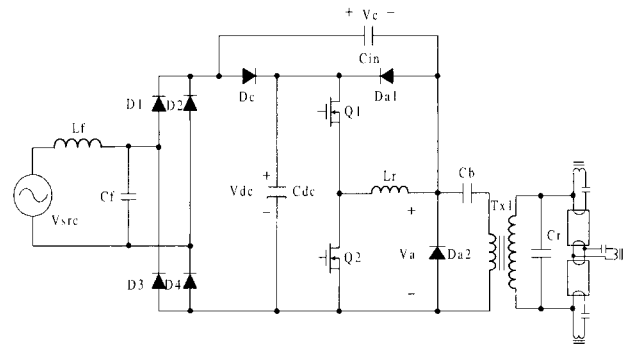 + Vc −
Cin
D1
D2
Dc
Da1
Q1
Lf
Lr
Cb
Tx1
Cf
Vsrc
+
Vdc
−
Cdc
+
Va
−
Da2
Cr
Q2
D3
D4